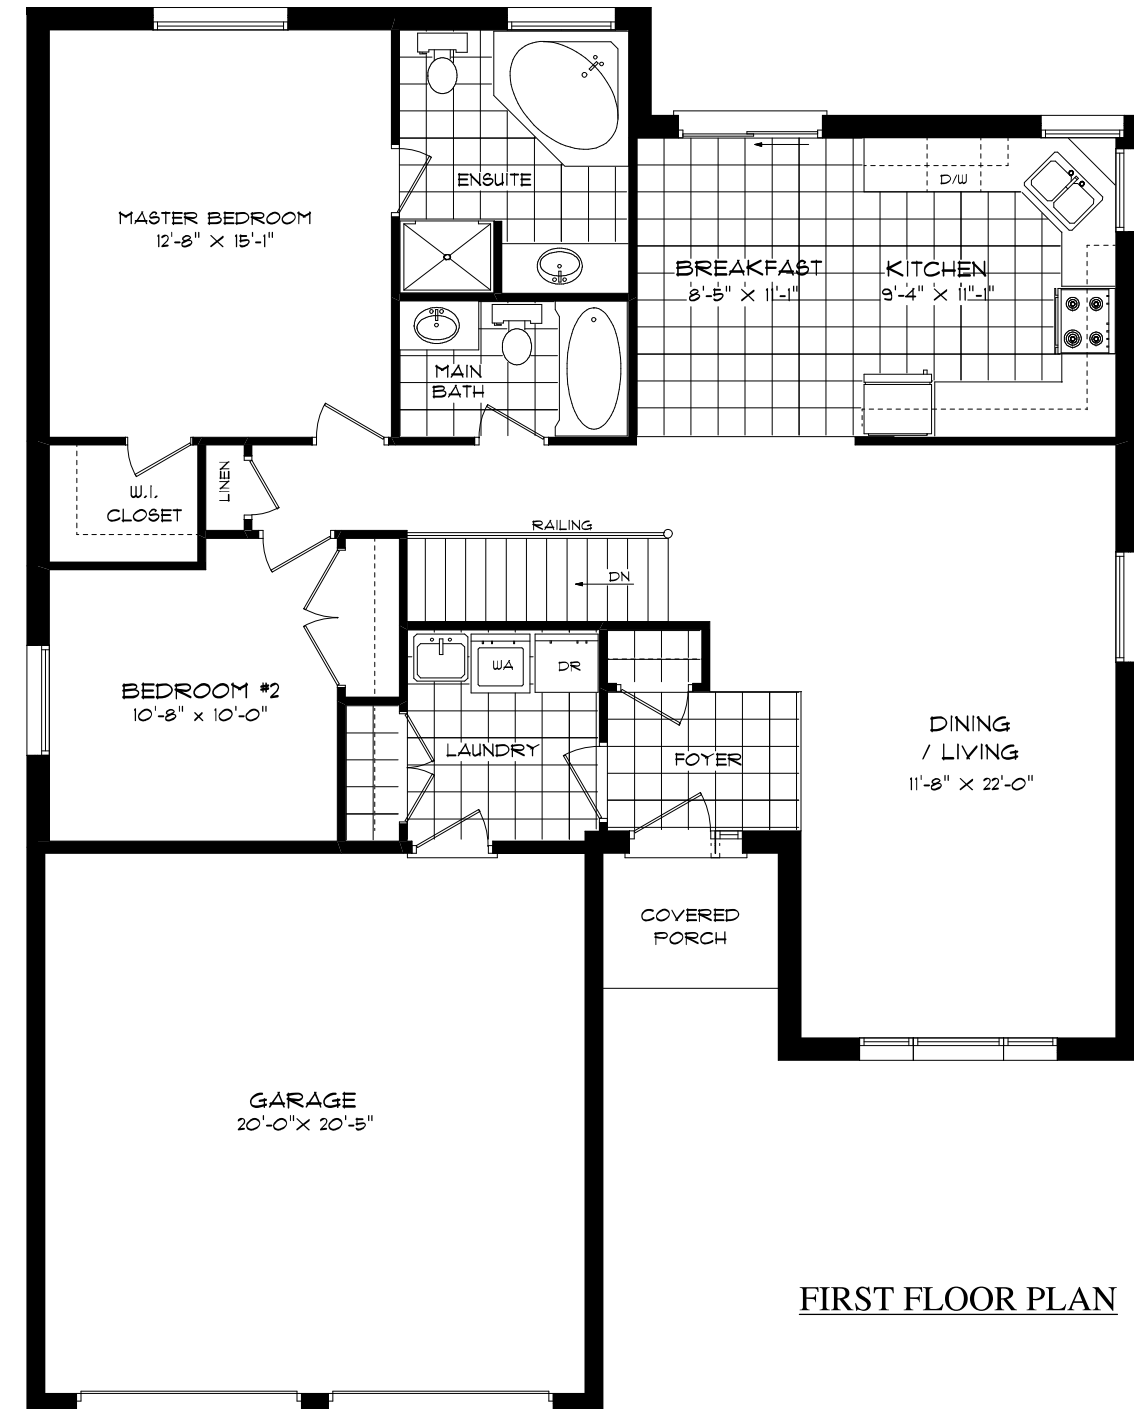 ENSUITE
D/W
MASTER BEDROOM
12'-8" X 15'-1"
BREAKFAST
8'-5" X 11'-1"
KITCHEN
9'-4" X 11'-1"
MAIN
BATH
LINEN
W.I.
CLOSET
RAILING
DN
WA
DR
BEDROOM #2
10'-8" x 10'-0"
LAUNDRY
FOYER
DINING
/ LIVING
11'-8" X 22'-0"
COVERED
PORCH
GARAGE
20'-0"X 20'-5"
FIRST FLOOR PLAN